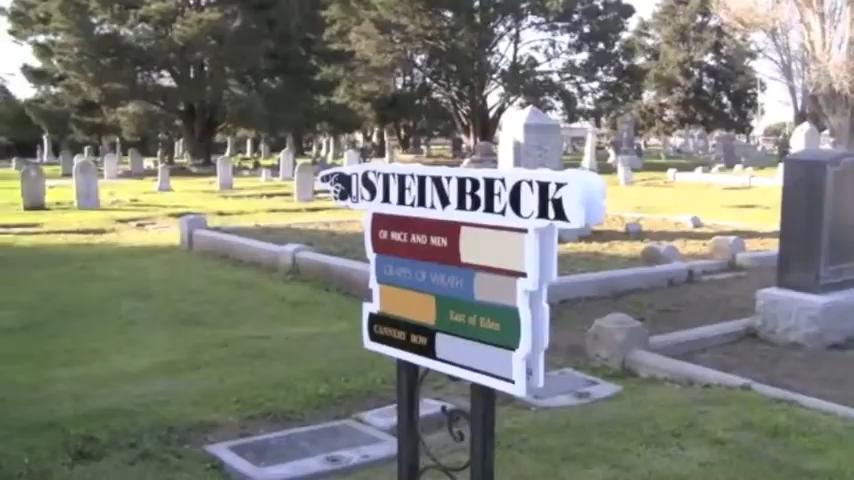 STEINBECK
OF MICE AND MEN
GRAPES OF WRATH
East of Eden
CANNERY ROW